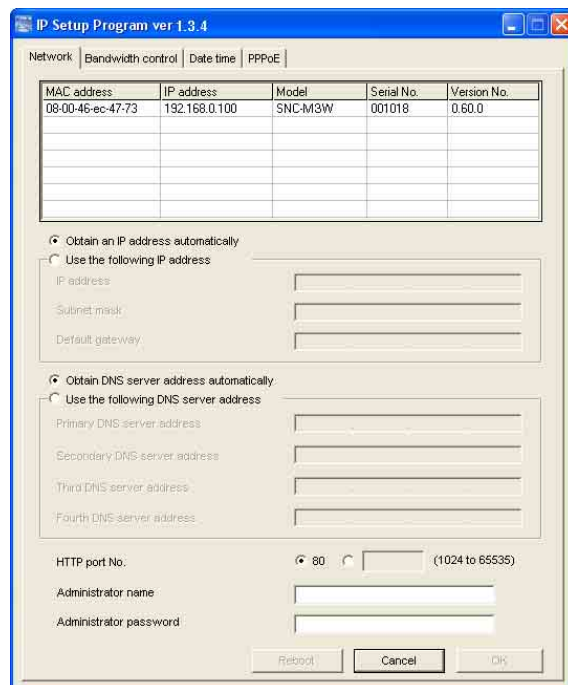 IP Setup Program ver 1.3.4
Network Bandwidth control Date time PPPoE
MAC address IP address Model Serial No. Version No.
08-00-46-ec-47-73 192.168.0.100 SNC-M3W 001018 0.60.0
Obtain an IP address automatically
Use the following IP address
IP address
Subnet mask
Default gateway
Obtain DNS server address automatically
Use the following DNS server address
Primary DNS server address
Secondary DNS server address
Third DNS server address
Fourth DNS server address
HTTP port No. 80 (1024 to 65535)
Administrator name
Administrator password
Reboot Cancel OK